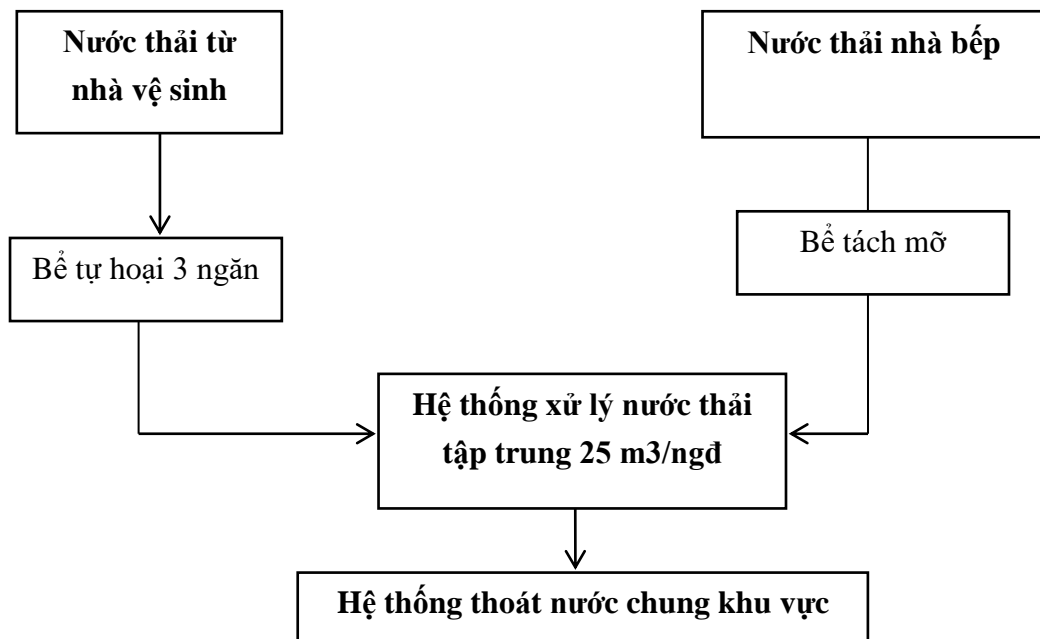 Nước thải từ
nhà vệ sinh
Nước thải nhà bếp
Bể tự hoại 3 ngăn
Bể tách mỡ
Hệ thống xử lý nước thải
tập trung 25 m3/ngđ
Hệ thống thoát nước chung khu vực